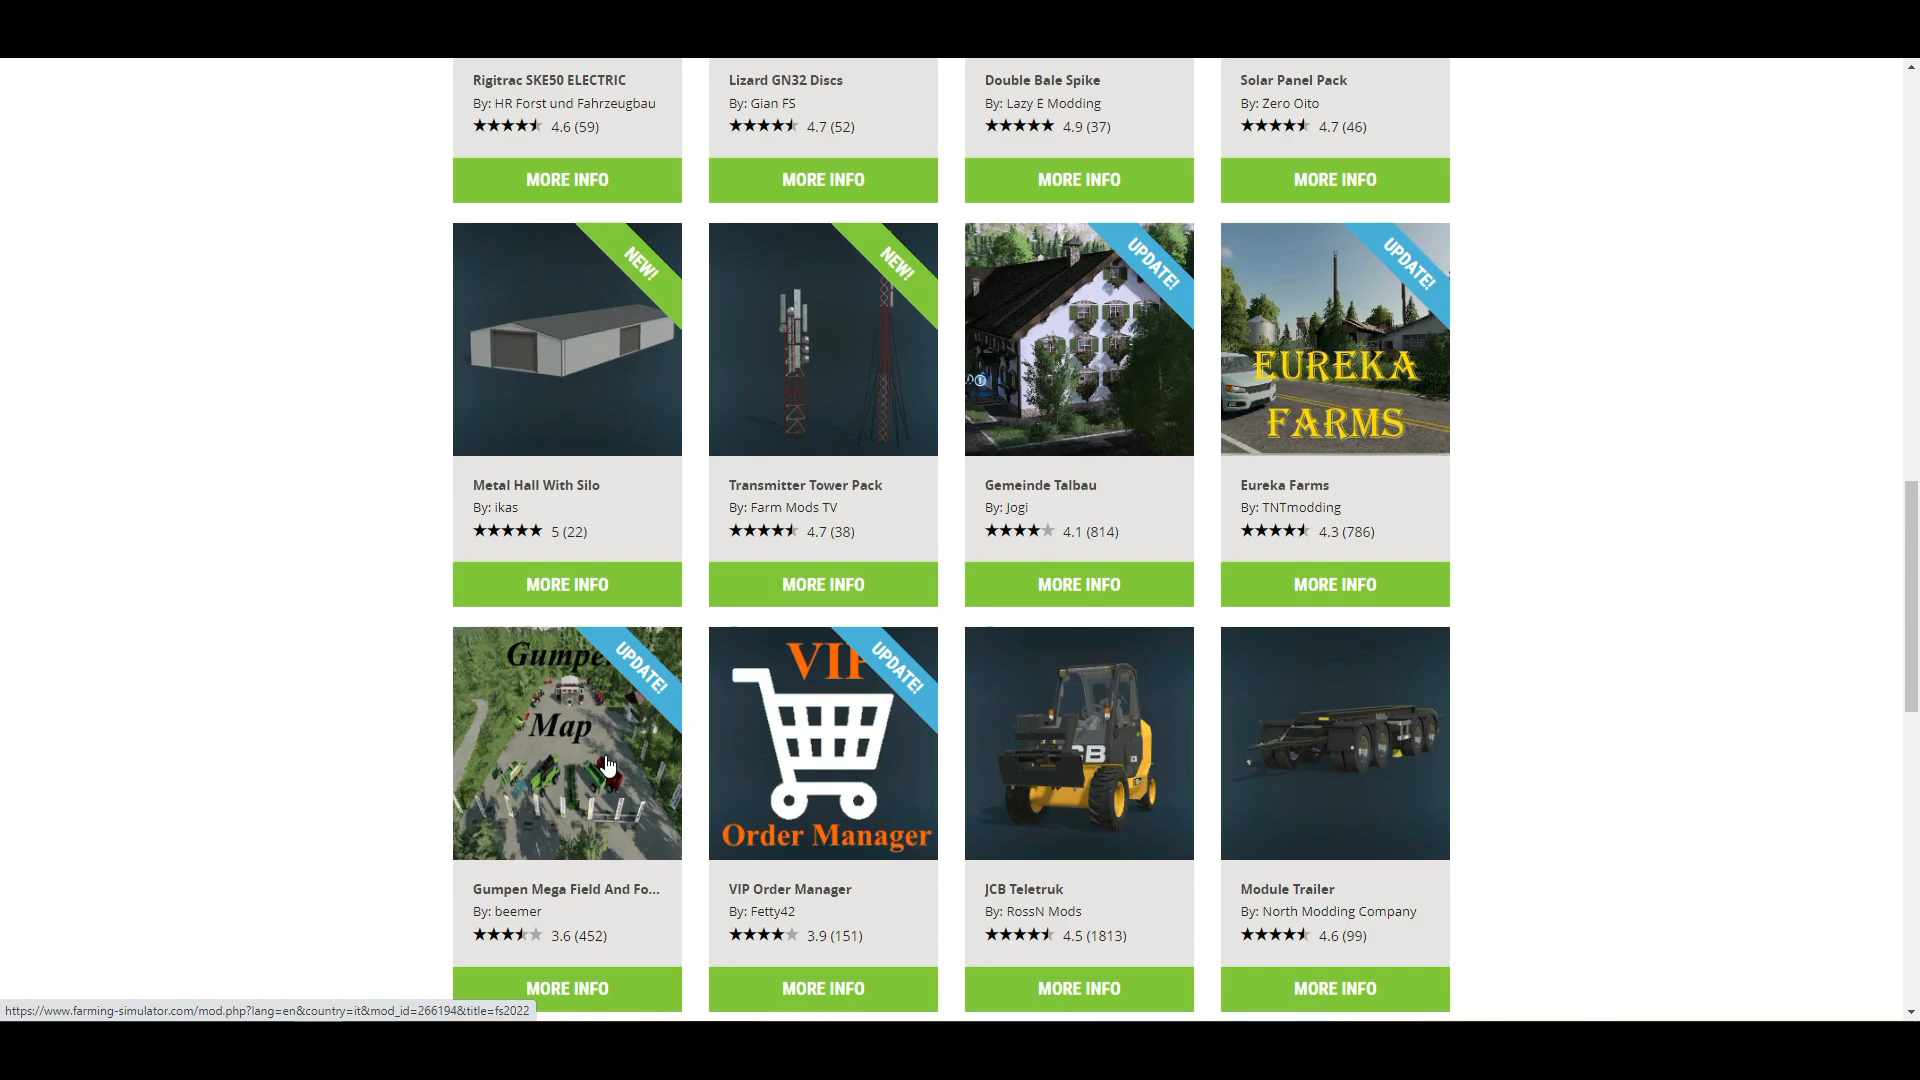 Rigitrac SKE50 ELECTRIC
By: HR Forst und Fahrzeugbau
4.6 (59)
MORE INFO
Lizard GN32 Discs
By: Gian FS
4.7 (52)
MORE INFO
Double Bale Spike
By: Lazy E Modding
4.9 (37)
MORE INFO
Solar Panel Pack
By: Zero Oito
4.7 (46)
MORE INFO
NEW!
Metal Hall With Silo
By: ikas
5 (22)
MORE INFO
NEW!
Transmitter Tower Pack
By: Farm Mods TV
4.7 (38)
MORE INFO
UPDATE!
Gemeinde Talbau
By: Jogi
4.1 (814)
MORE INFO
UPDATE!
EUREKA
FARMS
Eureka Farms
By: TNTmodding
4.3 (786)
MORE INFO
UPDATE!
Gumpe
Map
Gumpen Mega Field And Fo...
By: beemer
3.6 (452)
MORE INFO
UPDATE!
VIP
Order Manager
VIP Order Manager
By: Fetty42
3.9 (151)
MORE INFO
CB
JCB Teletruk
By: RossN Mods
4.5 (1813)
MORE INFO
Module Trailer
By: North Modding Company
4.6 (99)
MORE INFO
https://www.farming-simulator.com/mod.php?lang=en&country=it&mod_id=266194&title=fs2022